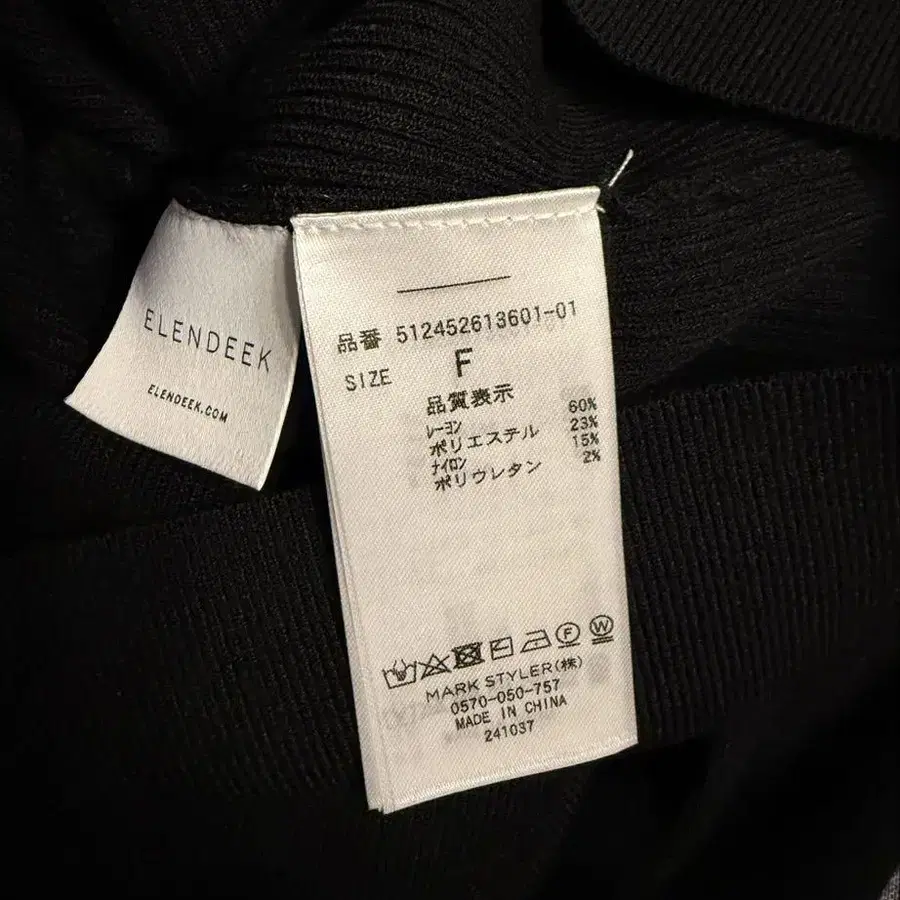 ELENDEEK
ELENDEEK.COM
品番 512452613601-01
SIZE F
品質表示
レーヨン 60%
ポリエステル 23%
ナイロン 15%
ポリウレタン 2%
F W
MARK STYLER(株)
0570-050-757
MADE IN CHINA
241037